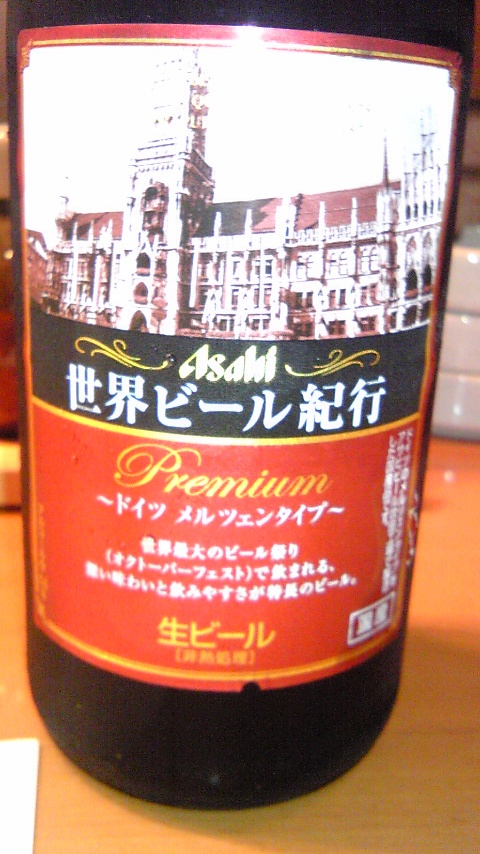 Asahi
世界ビール紀行
Premium
～ドイツ メルツェンタイプ～
世界最大のビール祭り
(オクトーバーフェスト)で飲まれる、
深い味わいと飲みやすさが特長のビール。
生ビール
[非熱処理]